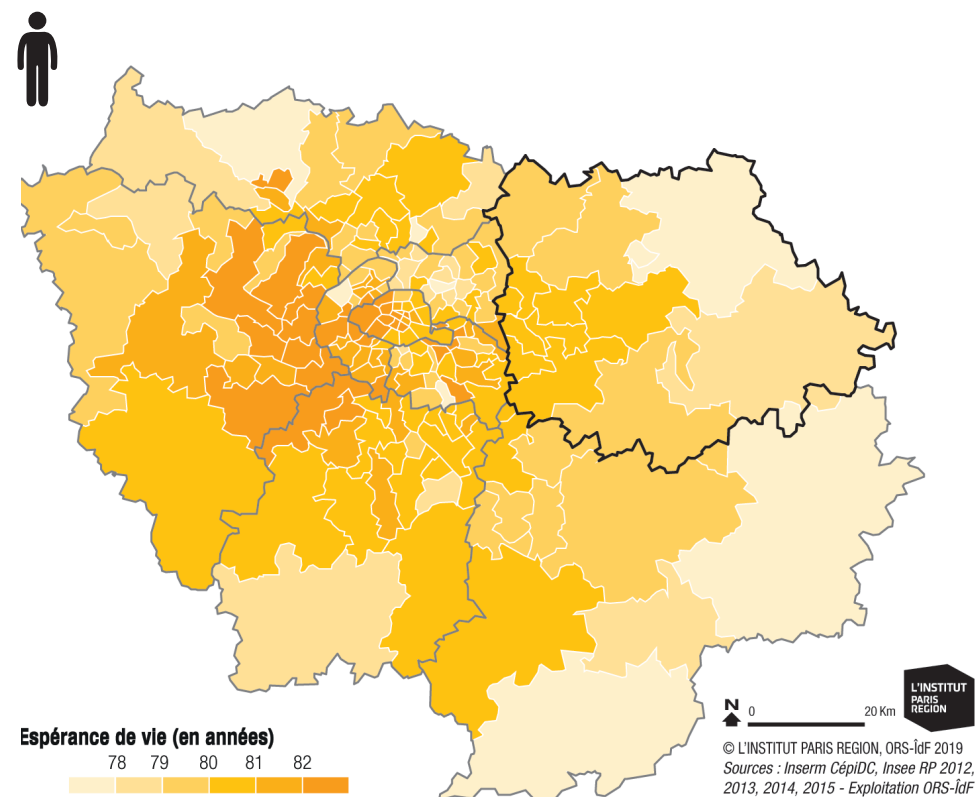 L'INSTITUT
PARIS
REGION
N 0 20 Km
Espérance de vie (en années)
78 79 80 81 82
© L'INSTITUT PARIS REGION, ORS-ÎdF 2019
Sources : Inserm CépiDC, Insee RP 2012,
2013, 2014, 2015 - Exploitation ORS-ÎdF